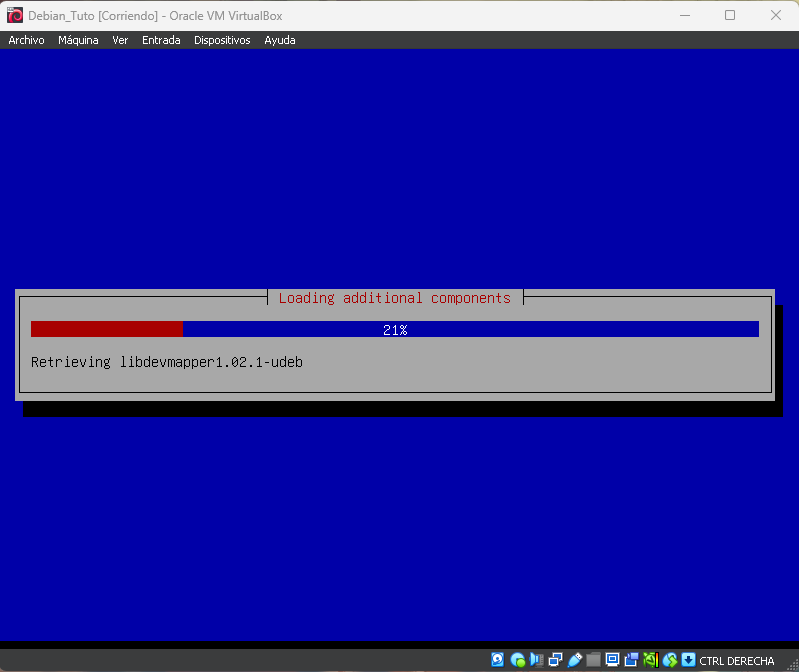 Debian_Tuto [Corriendo] - Oracle VM VirtualBox
Archivo Máquina Ver Entrada Dispositivos Ayuda
Loading additional components
21%
Retrieving libdevmapper1.02.1-udeb
CTRL DERECHA